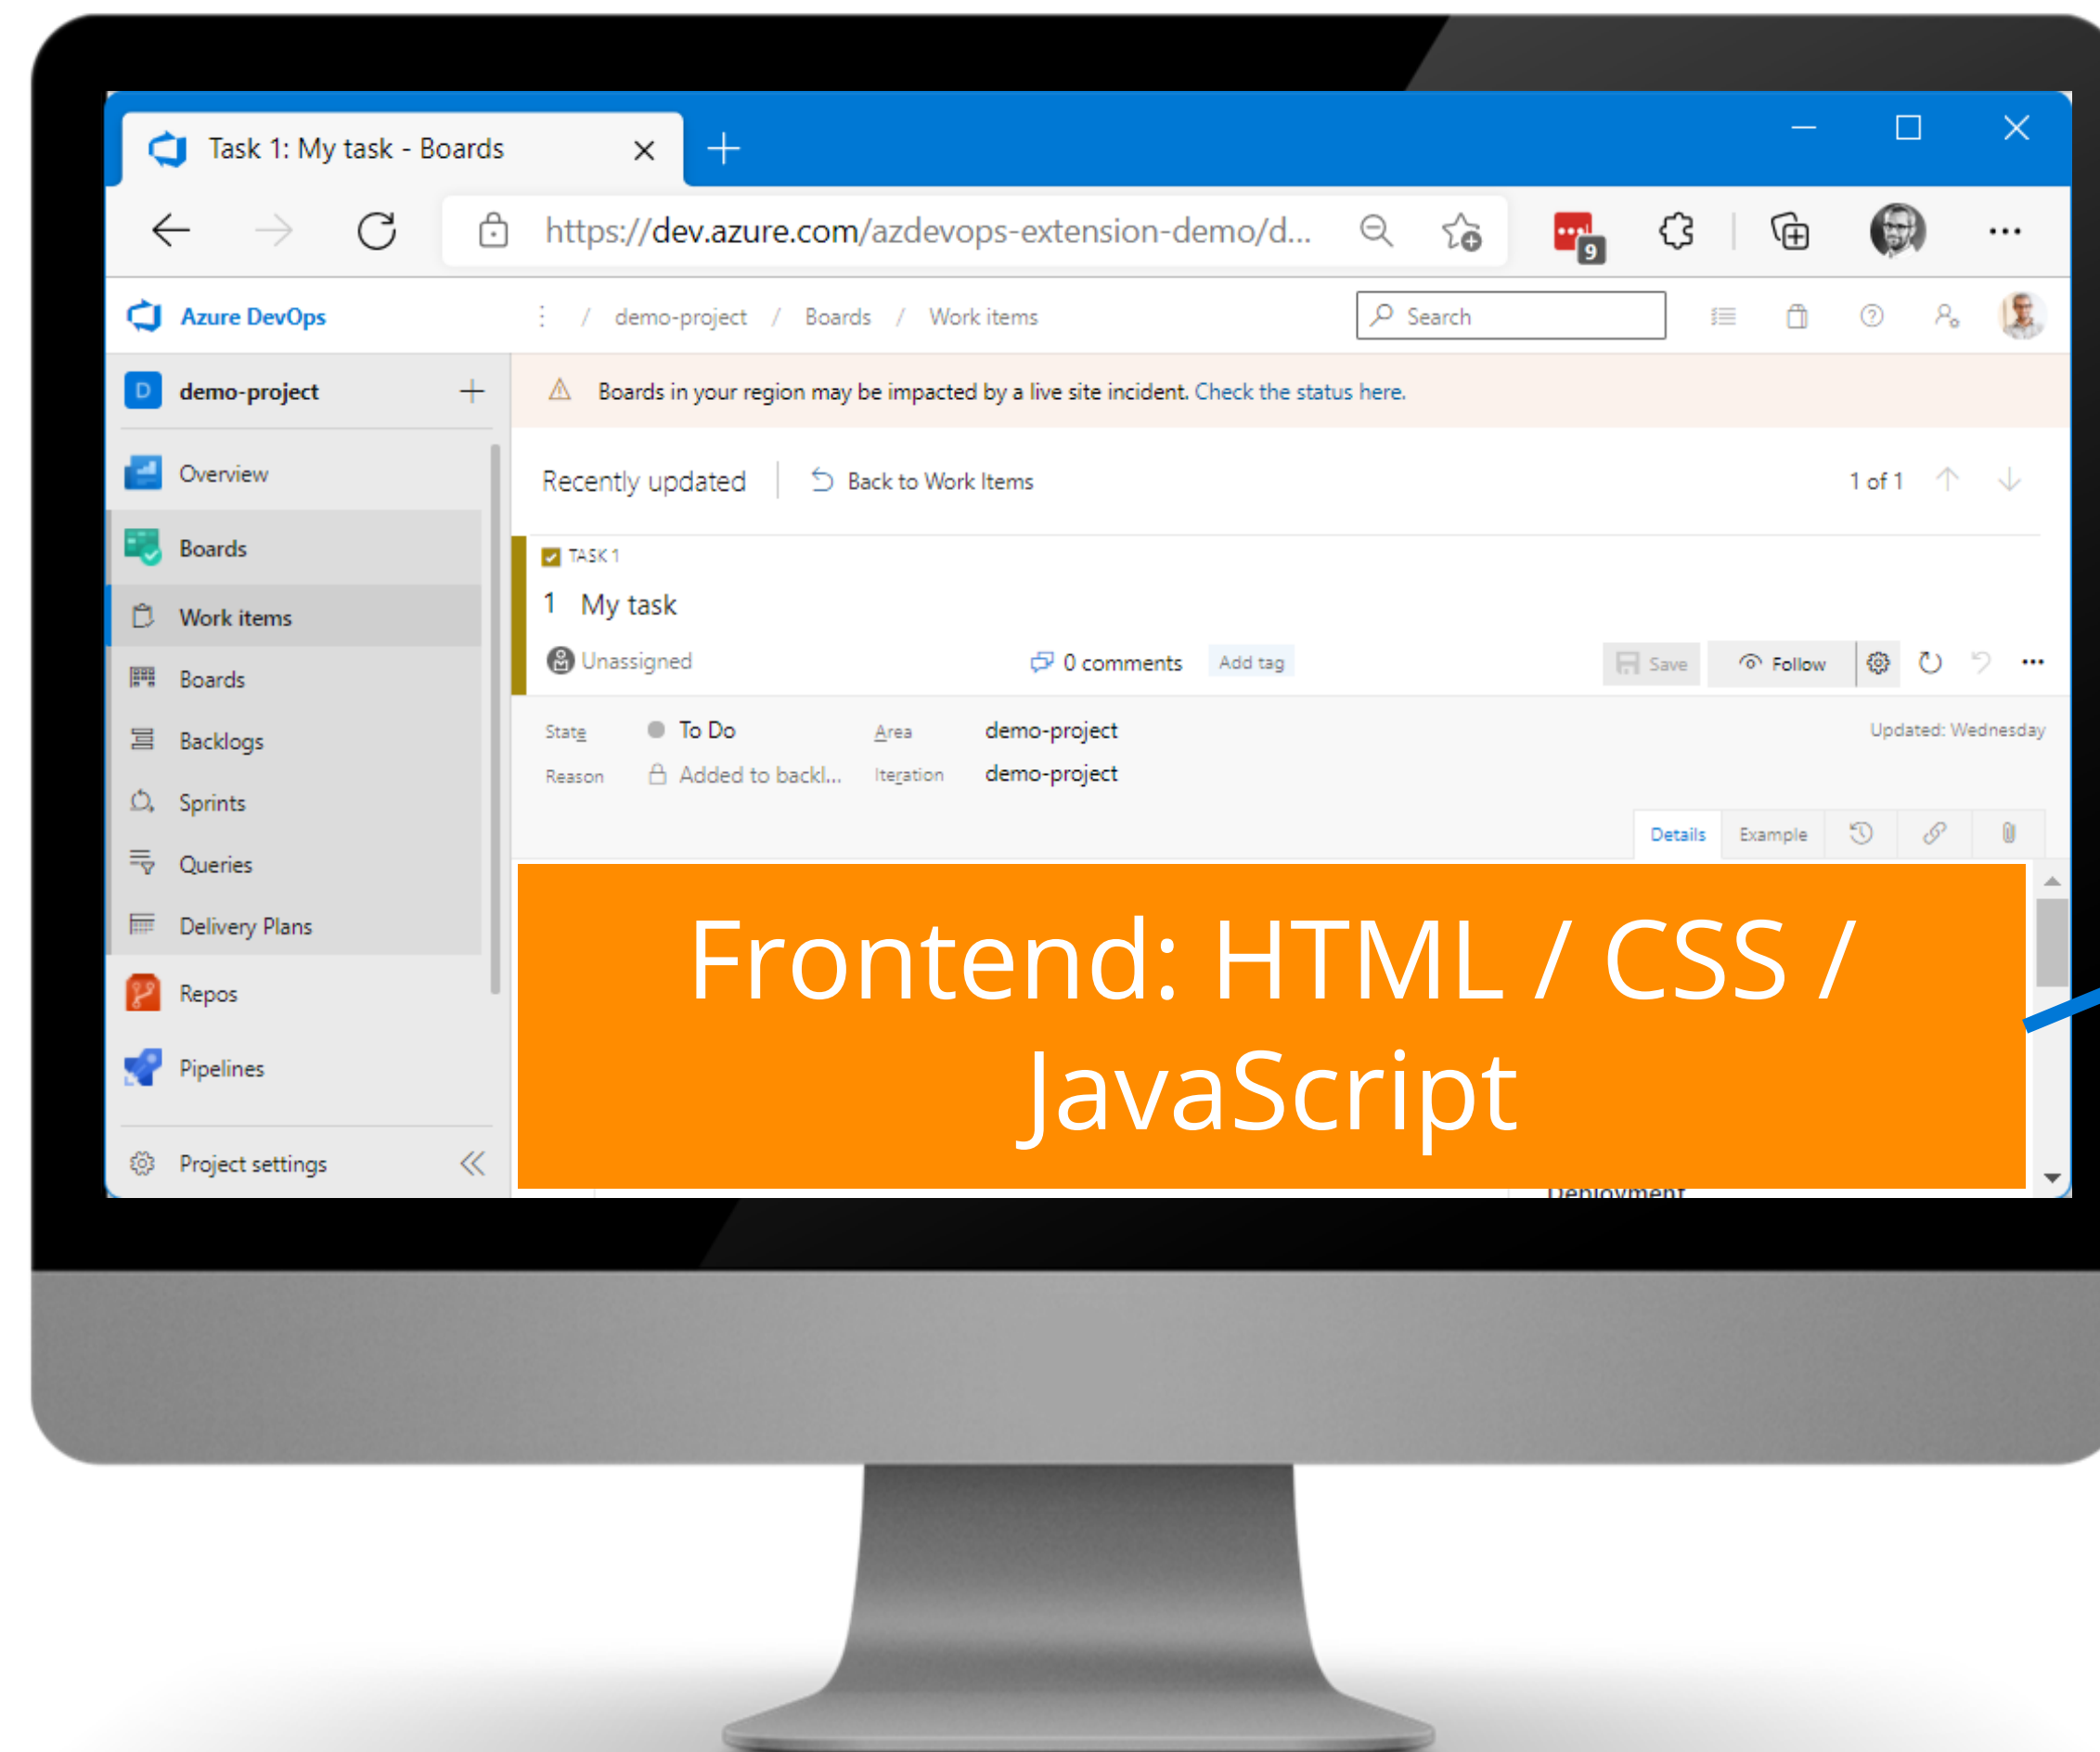 Task 1: My task - Boards
https://dev.azure.com/azdevops-extension-demo/d...
9
Azure DevOps
/ demo-project / Boards / Work items
Search
D demo-project
Boards in your region may be impacted by a live site incident. Check the status here.
Overview
Boards
Work items
Boards
Backlogs
Sprints
Queries
Delivery Plans
Repos
Pipelines
Project settings
Recently updated
Back to Work Items
1 of 1
TASK 1
1 My task
Unassigned
0 comments
Add tag
Save
Follow
State To Do Area demo-project
Updated: Wednesday
Reason Added to backl... Iteration demo-project
Details Example
Frontend: HTML / CSS /
JavaScript
Deployment